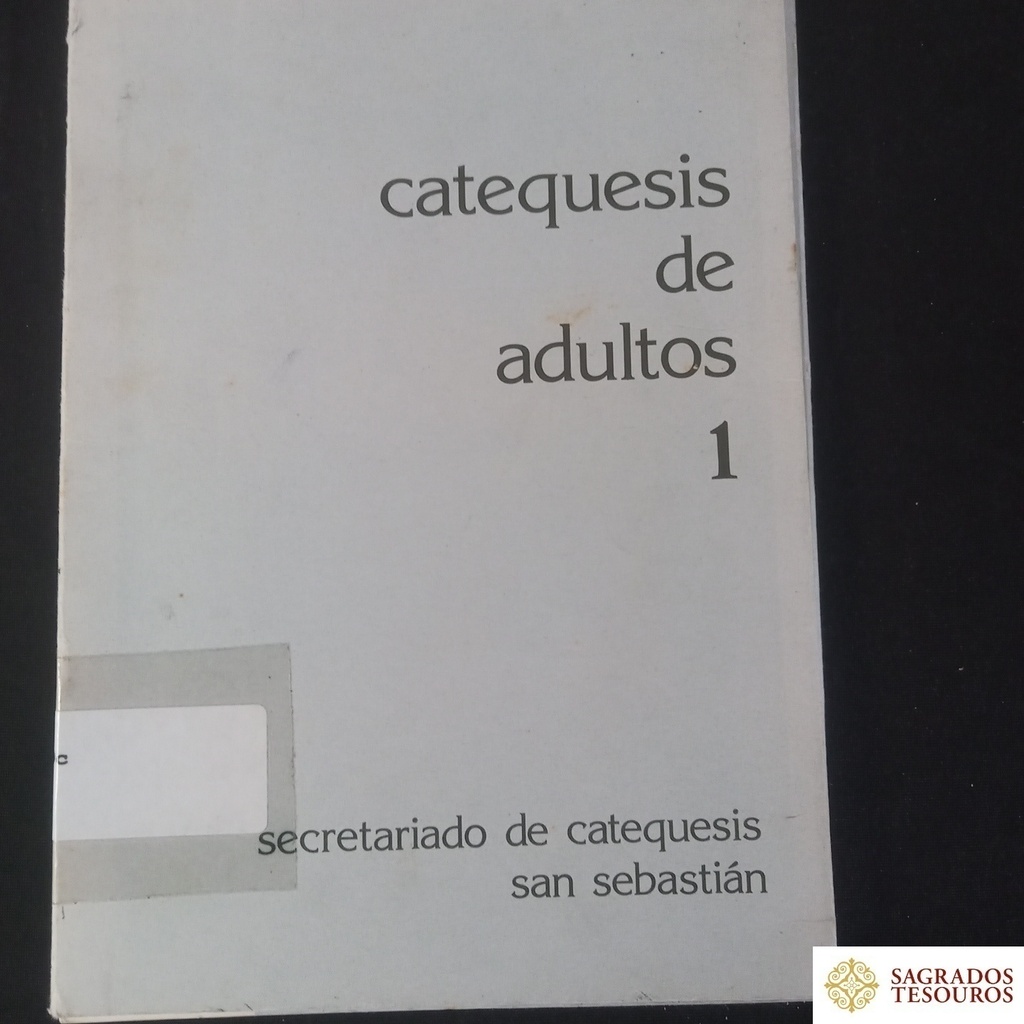 catequesis
de
adultos
1
c
secretariado de catequesis
san sebastián
SAGRADOS
TESOUROS